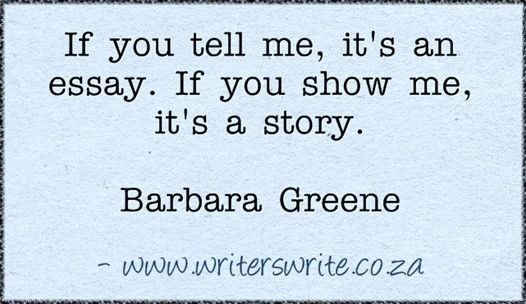 If you tell me, it's an
essay. If you show me,
it's a story.
Barbara Greene
- www.writerswrite.co.za